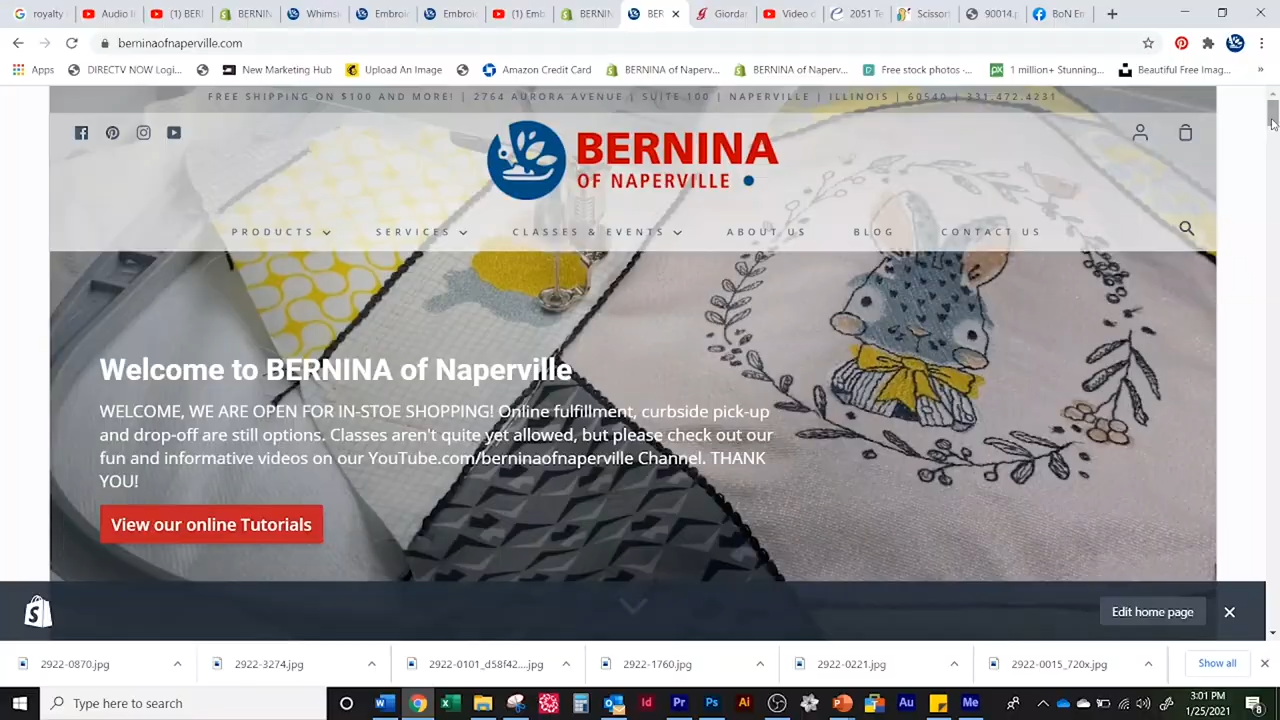 royalty
Audio li
(1) BERI
BERNIN
Whimsi
Embroid
Embroid
(1) Emb
BERNIN
BER
Giordan
Video d
2051 Te
Scissor
90014.p
BoN En
berninaofnaperville.com
Apps
DIRECTV NOW Logi...
New Marketing Hub
Upload An Image
Amazon Credit Card
BERNINA of Naperv...
BERNINA of Naperv...
Free stock photos -...
1 million+ Stunning...
Beautiful Free Imag...
»
FREE SHIPPING ON $100 AND MORE! | 2764 AURORA AVENUE | SUITE 100 | NAPERVILLE | ILLINOIS | 60540 | 331.472.4231
BERNINA
OF NAPERVILLE
PRODUCTS
SERVICES
CLASSES & EVENTS
ABOUT US
BLOG
CONTACT US
Welcome to BERNINA of Naperville
WELCOME, WE ARE OPEN FOR IN-STOE SHOPPING! Online fulfillment, curbside pick-up
and drop-off are still options. Classes aren't quite yet allowed, but please check out our
fun and informative videos on our YouTube.com/berninaofnaperville Channel. THANK
YOU!
View our online Tutorials
Edit home page
2922-0870.jpg
2922-3274.jpg
2922-0101_d58f42....jpg
2922-1760.jpg
2922-0221.jpg
2922-0015_720x.jpg
Show all
Type here to search
3:01 PM
1/25/2021